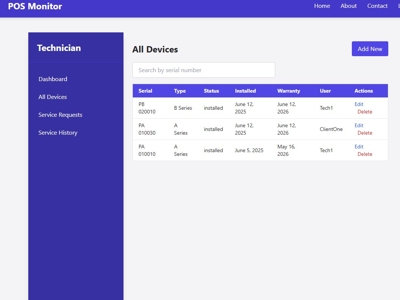 POS Monitor
Home About Contact
Technician
Dashboard
All Devices
Service Requests
Service History
All Devices
Add New
Search by serial number
Serial Type Status Installed Warranty User Actions
PB 020010 B Series installed June 12, 2025 June 12, 2026 Tech1 Edit Delete
PA 010030 A Series installed June 12, 2025 June 12, 2026 ClientOne Edit Delete
PA 010010 A Series installed June 5, 2025 May 16, 2026 Tech1 Edit Delete